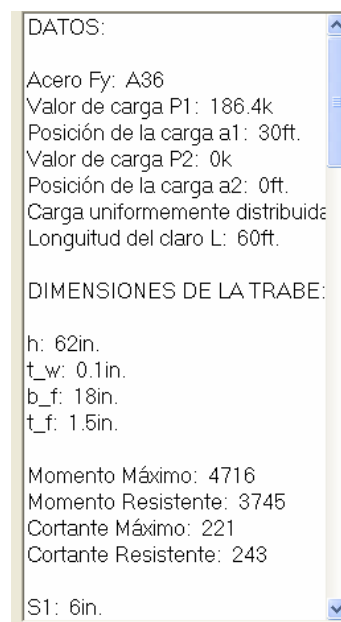 DATOS:
Acero Fy: A36
Valor de carga P1: 186.4k
Posición de la carga a1: 30ft.
Valor de carga P2: 0k
Posición de la carga a2: 0ft.
Carga uniformemente distribuida
Longuitud del claro L: 60ft.
DIMENSIONES DE LA TRABE:
h: 62in.
t_w: 0.1in.
b_f: 18in.
t_f: 1.5in.
Momento Máximo: 4716
Momento Resistente: 3745
Cortante Máximo: 221
Cortante Resistente: 243
S1: 6in.